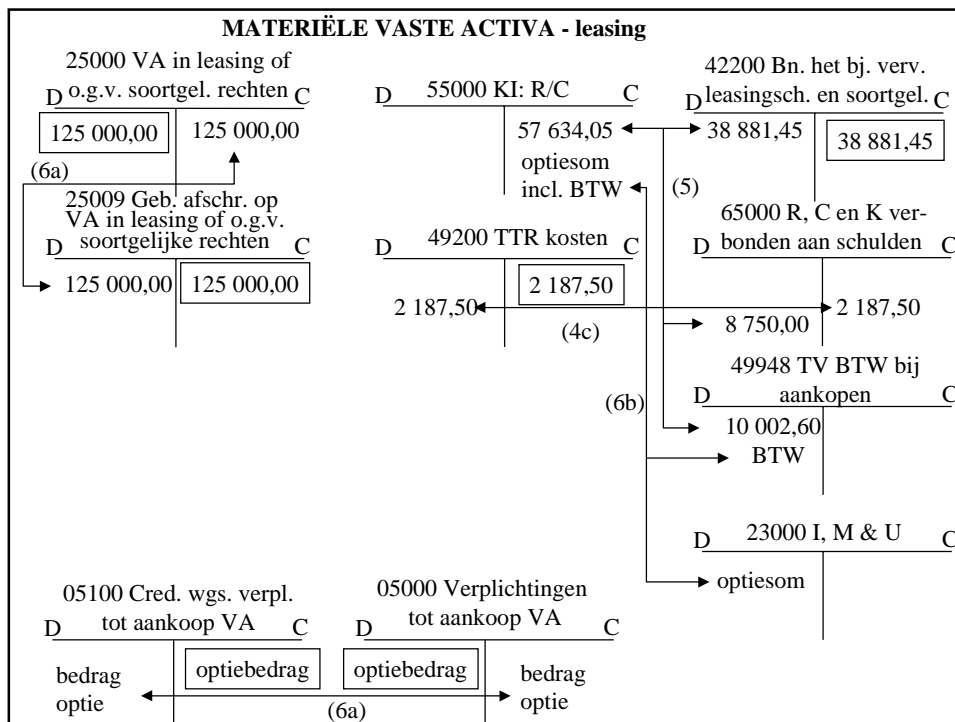 MATERIËLE VASTE ACTIVA - leasing
25000 VA in leasing of
o.g.v. soortgel. rechten
D C
125 000,00 125 000,00
(6a)
25009 Geb. afschr. op
VA in leasing of o.g.v.
soortgelijke rechten
D C
125 000,00 125 000,00
55000 KI: R/C
D C
57 634,05
optiesom
incl. BTW
49200 TTR kosten
D C
2 187,50
2 187,50
(4c)
(5)
(6b)
42200 Bn. het bj. verv.
leasingsch. en soortgel.
D C
38 881,45 38 881,45
65000 R, C en K ver-
bonden aan schulden
D C
2 187,50
8 750,00
49948 TV BTW bij
aankopen
D C
10 002,60
BTW
23000 I, M & U
D C
optiesom
05100 Cred. wgs. verpl.
tot aankoop VA
D C
optiebedrag
bedrag
optie
(6a)
05000 Verplichtingen
tot aankoop VA
D C
optiebedrag
bedrag
optie